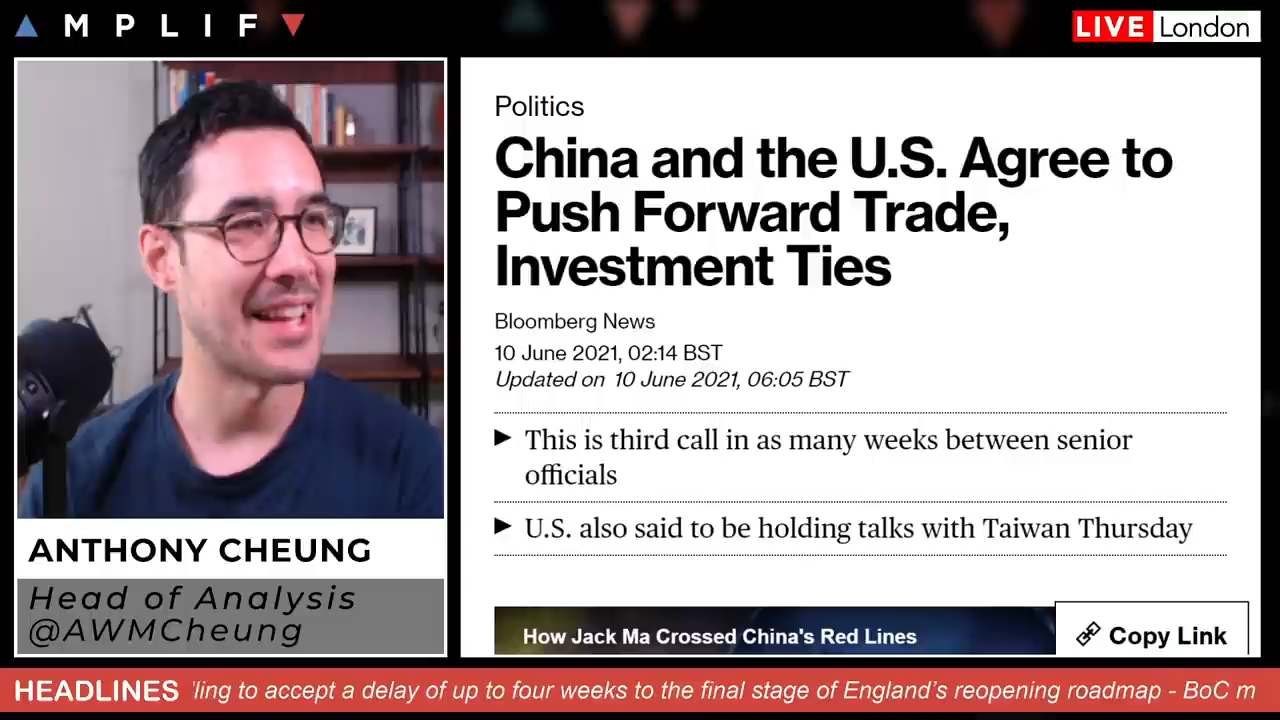 MPLIF
LIVE London
Politics
China and the U.S. Agree to
Push Forward Trade,
Investment Ties
Bloomberg News
10 June 2021, 02:14 BST
Updated on 10 June 2021, 06:05 BST
This is third call in as many weeks between senior
officials
U.S. also said to be holding talks with Taiwan Thursday
How Jack Ma Crossed China's Red Lines
Copy Link
ANTHONY CHEUNG
Head of Analysis
@AWMCheung
HEADLINES 'ling to accept a delay of up to four weeks to the final stage of England's reopening roadmap - BoC m